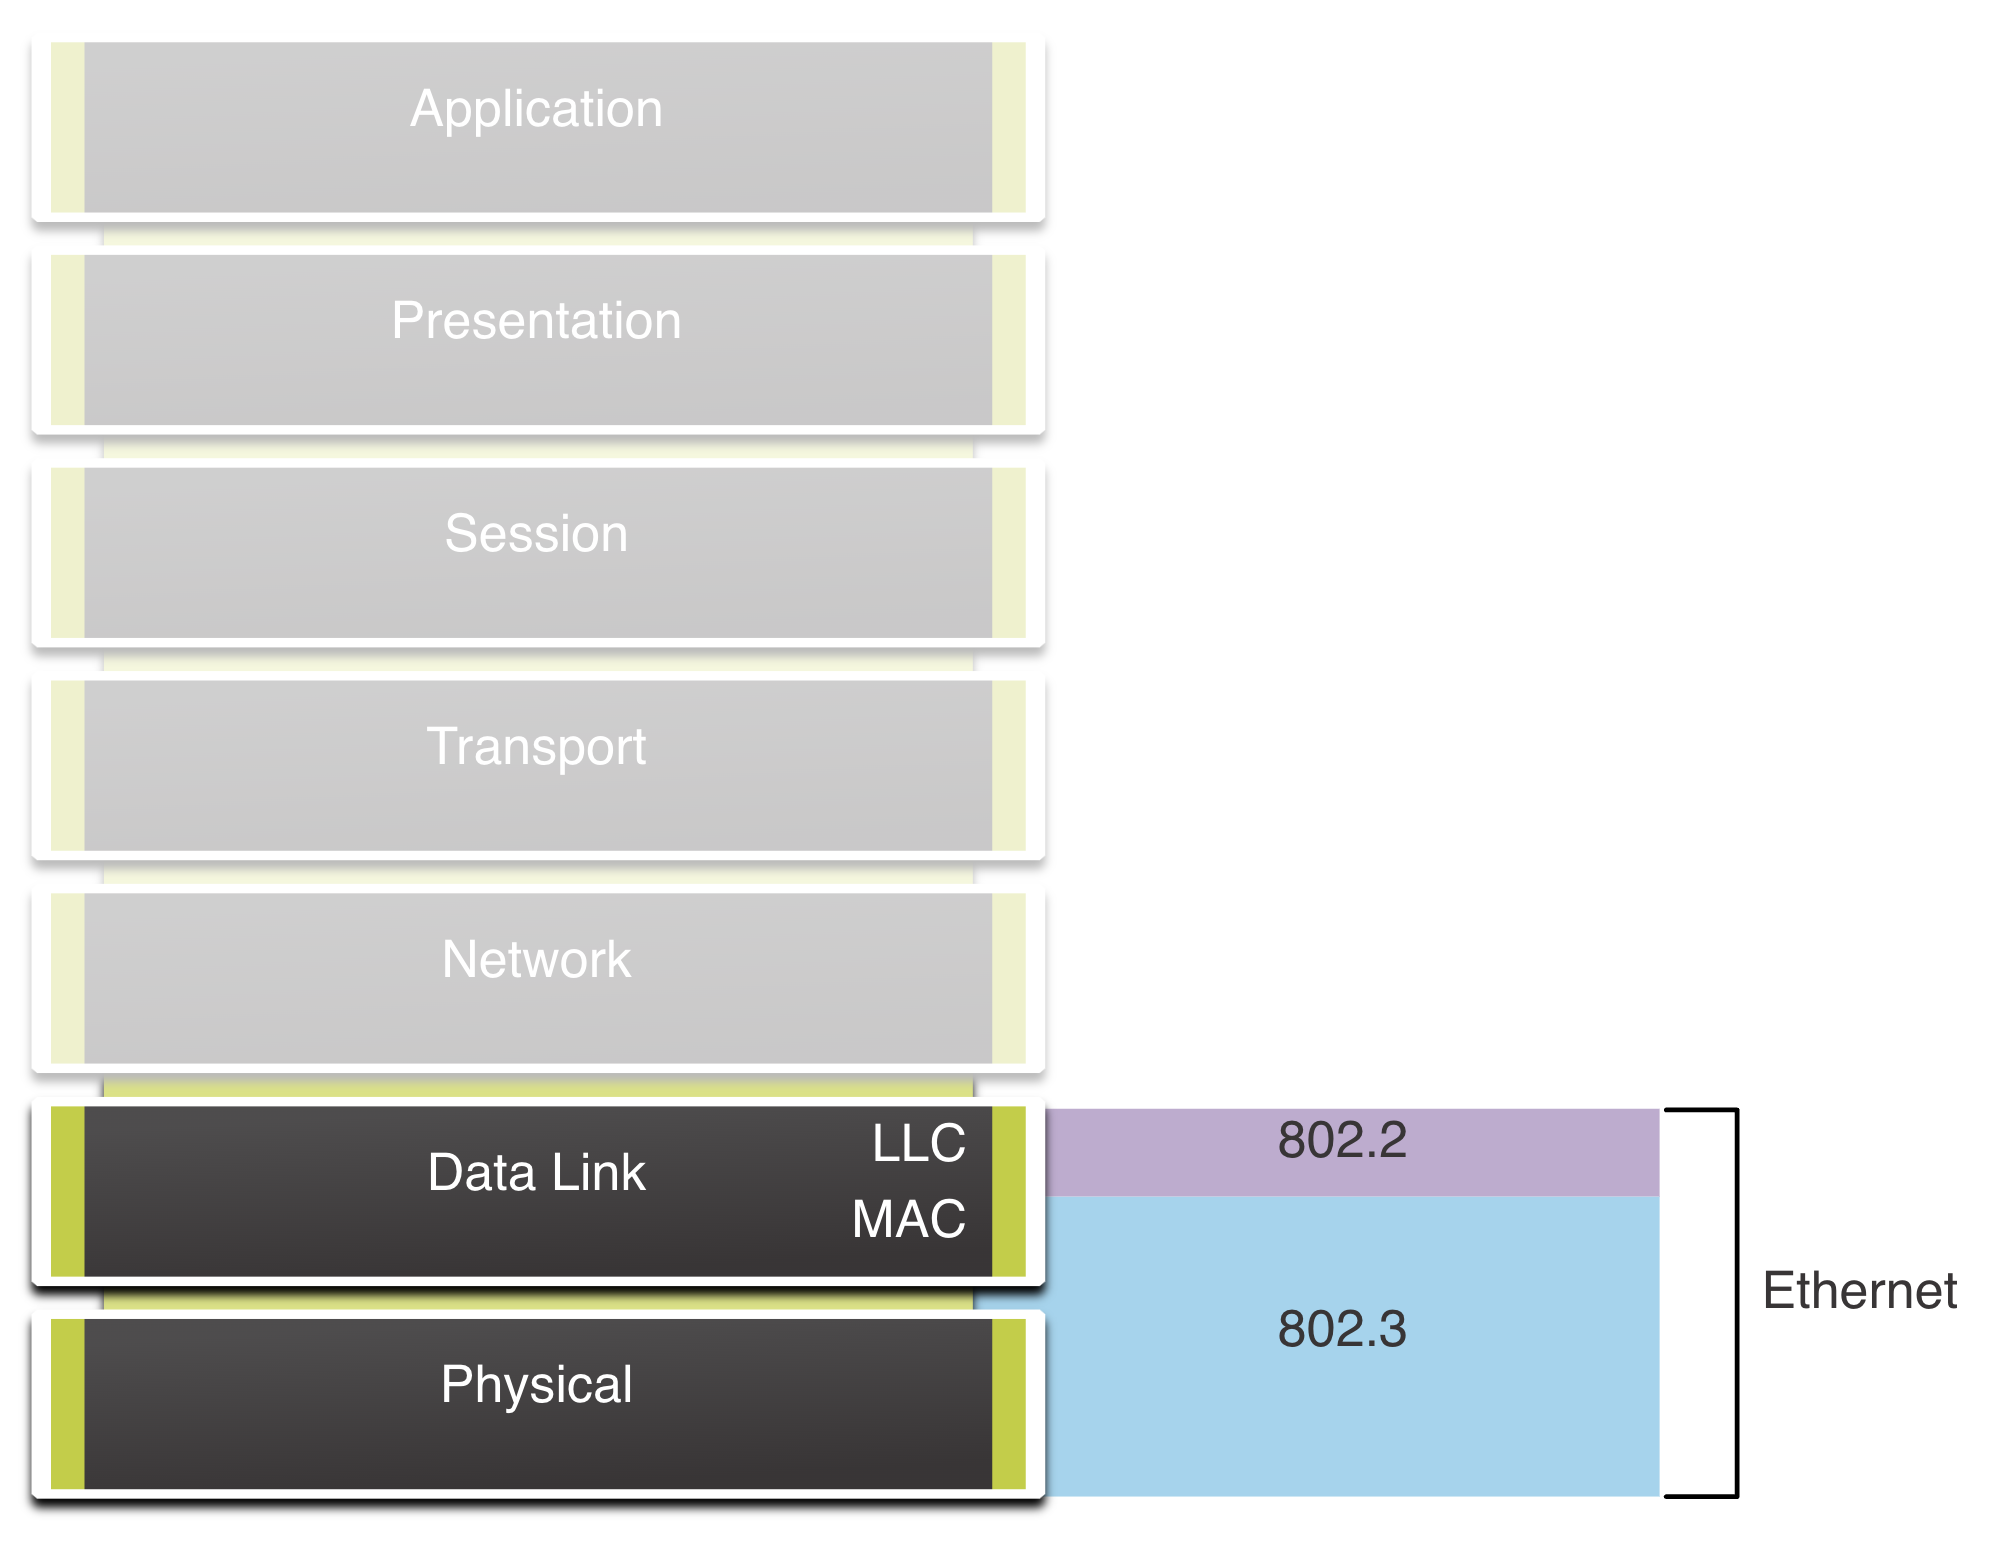 Application
Presentation
Session
Transport
Network
Data Link
LLC
MAC
802.2
802.3
Ethernet
Physical